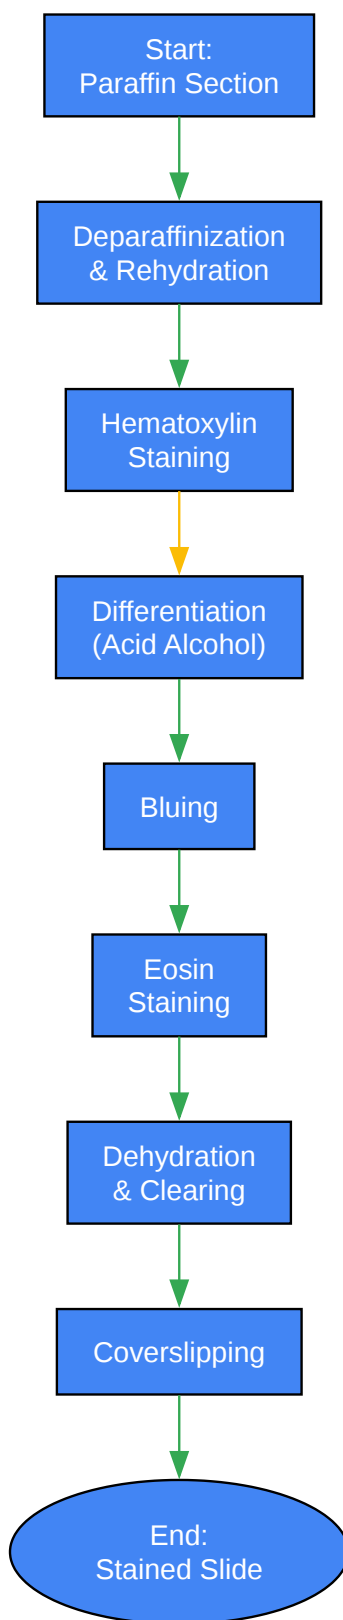 Start:
Paraffin Section
Deparaffinization
& Rehydration
Hematoxylin
Staining
Differentiation
(Acid Alcohol)
Bluing
Eosin
Staining
Dehydration
& Clearing
Coverslipping
End:
Stained Slide